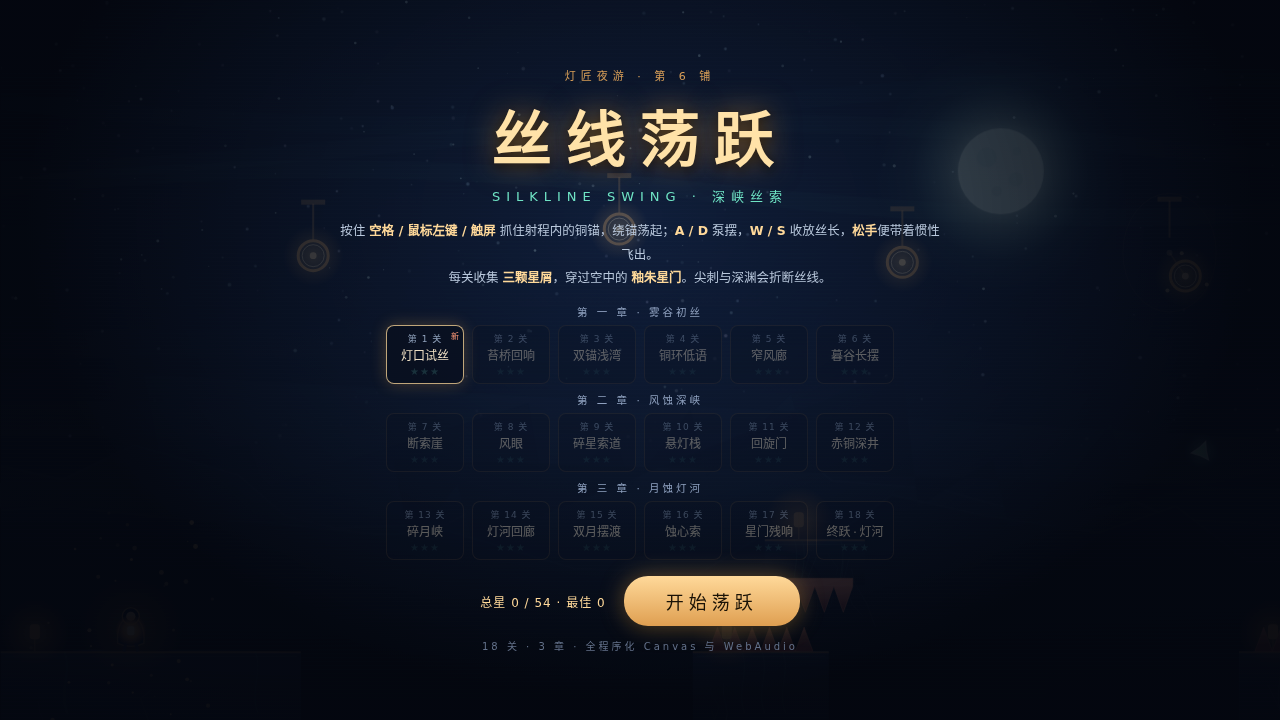 灯匠夜游 · 第 6 铺
丝线荡跃
SILKLINE SWING · 深峡丝索
按住 空格 / 鼠标左键 / 触屏 抓住射程内的铜锚，绕锚荡起；A / D 泵摆，W / S 收放丝长，松手便带着惯性
飞出。
每关收集 三颗星屑，穿过空中的 釉朱星门。尖刺与深渊会折断丝线。
第 一 章 · 雾谷初丝
第 1 关 新 第 2 关 第 3 关 第 4 关 第 5 关 第 6 关
灯口试丝 苔桥回响 双锚浅湾 铜环低语 窄风廊 暮谷长摆
★★★ ★★★ ★★★ ★★★ ★★★ ★★★
第 二 章 · 风蚀深峡
第 7 关 第 8 关 第 9 关 第 10 关 第 11 关 第 12 关
断索崖 风眼 碎星索道 悬灯栈 回旋门 赤铜深井
★★★ ★★★ ★★★ ★★★ ★★★ ★★★
第 三 章 · 月蚀灯河
第 13 关 第 14 关 第 15 关 第 16 关 第 17 关 第 18 关
碎月峡 灯河回廊 双月摆渡 蚀心索 星门残响 终跃 · 灯河
★★★ ★★★ ★★★ ★★★ ★★★ ★★★
总星 0 / 54 · 最佳 0 开始荡跃
18 关 · 3 章 · 全程序化 Canvas 与 WebAudio